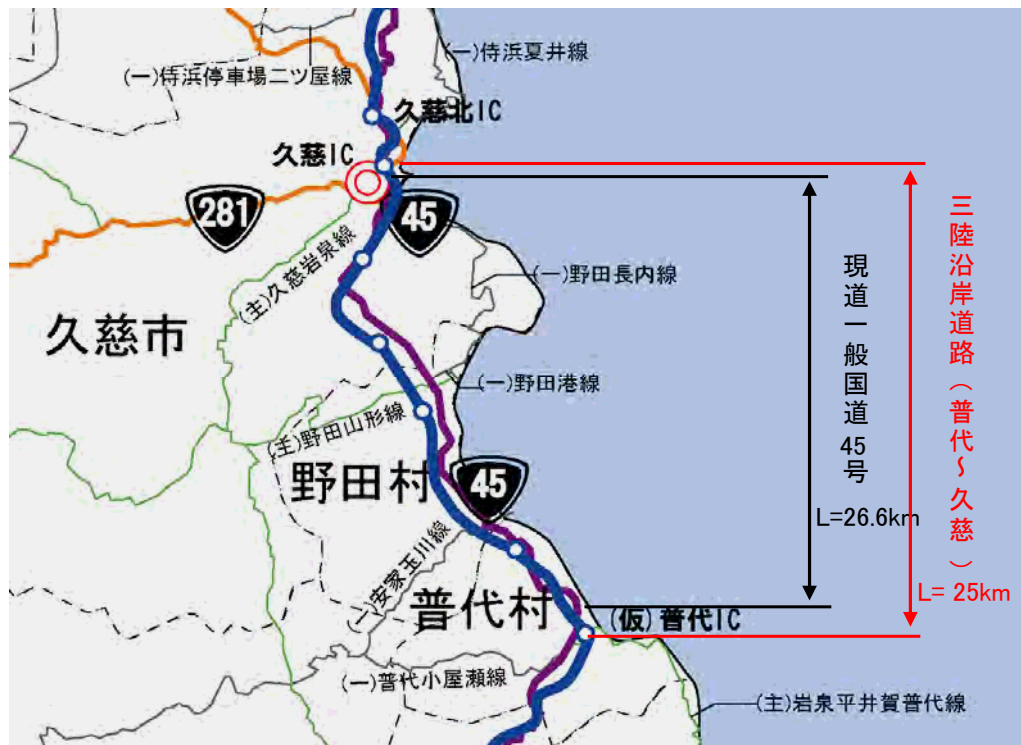 (一)侍浜夏井線
(一)侍浜停車場二ツ屋線
久慈北IC
久慈IC
281
45
(主)久慈岩泉線
(一)野田長内線
久慈市
(一)野田港線
(主)野田山形線
野田村
45
(一)安家玉川線
普代村
(仮)普代IC
(一)普代小屋瀬線
(主)岩泉平井賀普代線
現道一般国道45号
L=26.6km
三陸沿岸道路(普代～久慈)
L= 25km